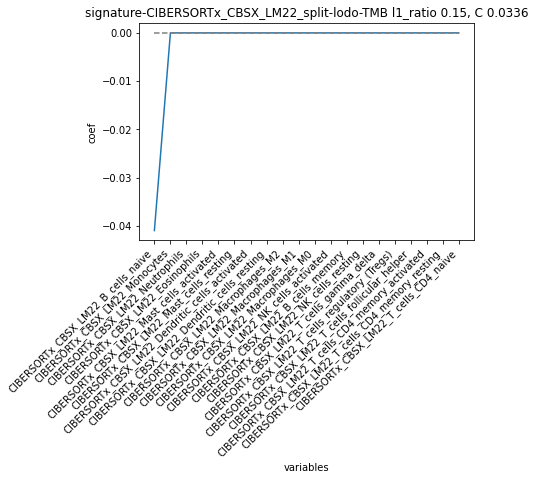 signature-CIBERSORTx_CBSX_LM22_split-lodo-TMB l1_ratio 0.15, C 0.0336
0.00
−0.01
−0.02
−0.03
−0.04
coef
CIBERSORTx_CBSX_LM22_B_cells_naive
CIBERSORTx_CBSX_LM22_Monocytes
CIBERSORTx_CBSX_LM22_Neutrophils
CIBERSORTx_CBSX_LM22_Eosinophils
CIBERSORTx_CBSX_LM22_Mast_cells_activated
CIBERSORTx_CBSX_LM22_Mast_cells_resting
CIBERSORTx_CBSX_LM22_Dendritic_cells_activated
CIBERSORTx_CBSX_LM22_Dendritic_cells_resting
CIBERSORTx_CBSX_LM22_Macrophages_M2
CIBERSORTx_CBSX_LM22_Macrophages_M1
CIBERSORTx_CBSX_LM22_Macrophages_M0
CIBERSORTx_CBSX_LM22_NK_cells_activated
CIBERSORTx_CBSX_LM22_B_cells_memory
CIBERSORTx_CBSX_LM22_NK_cells_resting
CIBERSORTx_CBSX_LM22_T_cells_gamma_delta
CIBERSORTx_CBSX_LM22_T_cells_regulatory_(Tregs)
CIBERSORTx_CBSX_LM22_T_cells_follicular_helper
CIBERSORTx_CBSX_LM22_T_cells_CD4_memory_activated
CIBERSORTx_CBSX_LM22_T_cells_CD4_memory_resting
CIBERSORTx_CBSX_LM22_T_cells_CD4_naive
variables